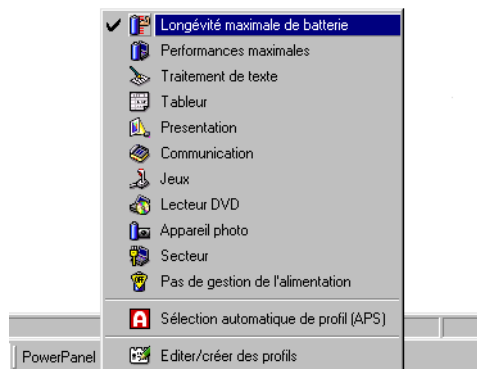 Longévité maximale de batterie
Performances maximales
Traitement de texte
Tableur
Presentation
Communication
Jeux
Lecteur DVD
Appareil photo
Secteur
Pas de gestion de l'alimentation
Sélection automatique de profil (APS)
PowerPanel
Editer/créer des profils